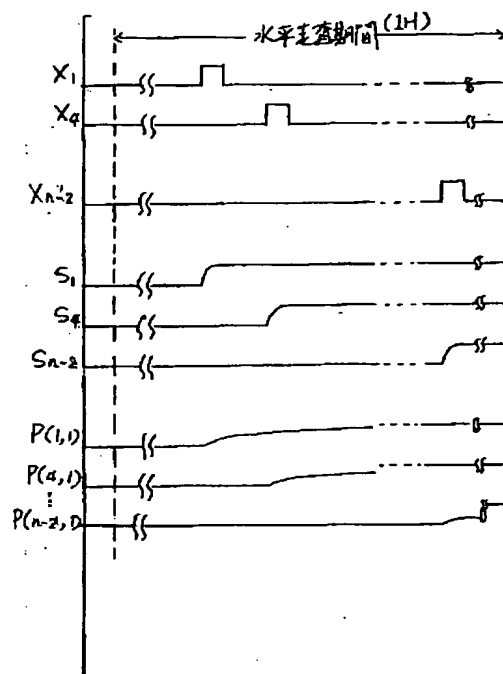 水平走査期間 (1H)
X1
X4
Xn-2
S1
S4
Sn-2
P(1,1)
P(4,1)
⋮
P(n-2,1)